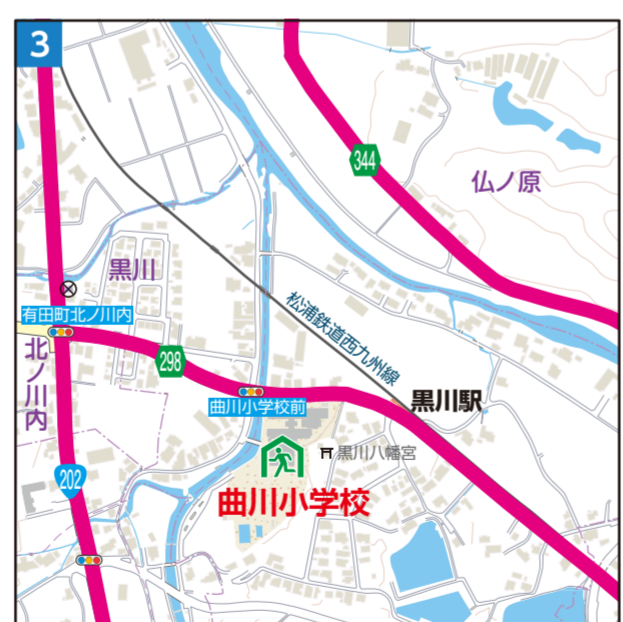 3
344
仏ノ原
黒川
松浦鉄道西九州線
有田町北ノ川内
298
北ノ川内
曲川小学校前
黒川駅
黒川八幡宮
202
曲川小学校